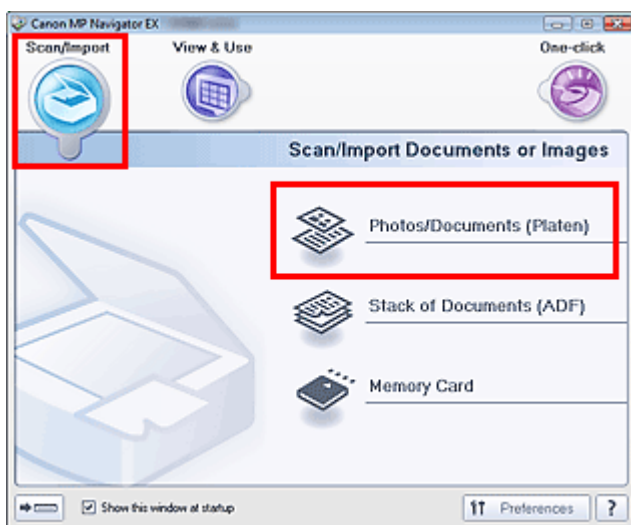 Canon MP Navigator EX
Scan/Import View & Use One-click
Scan/Import Documents or Images
Photos/Documents (Platen)
Stack of Documents (ADF)
Memory Card
Show this window at startup Preferences ?